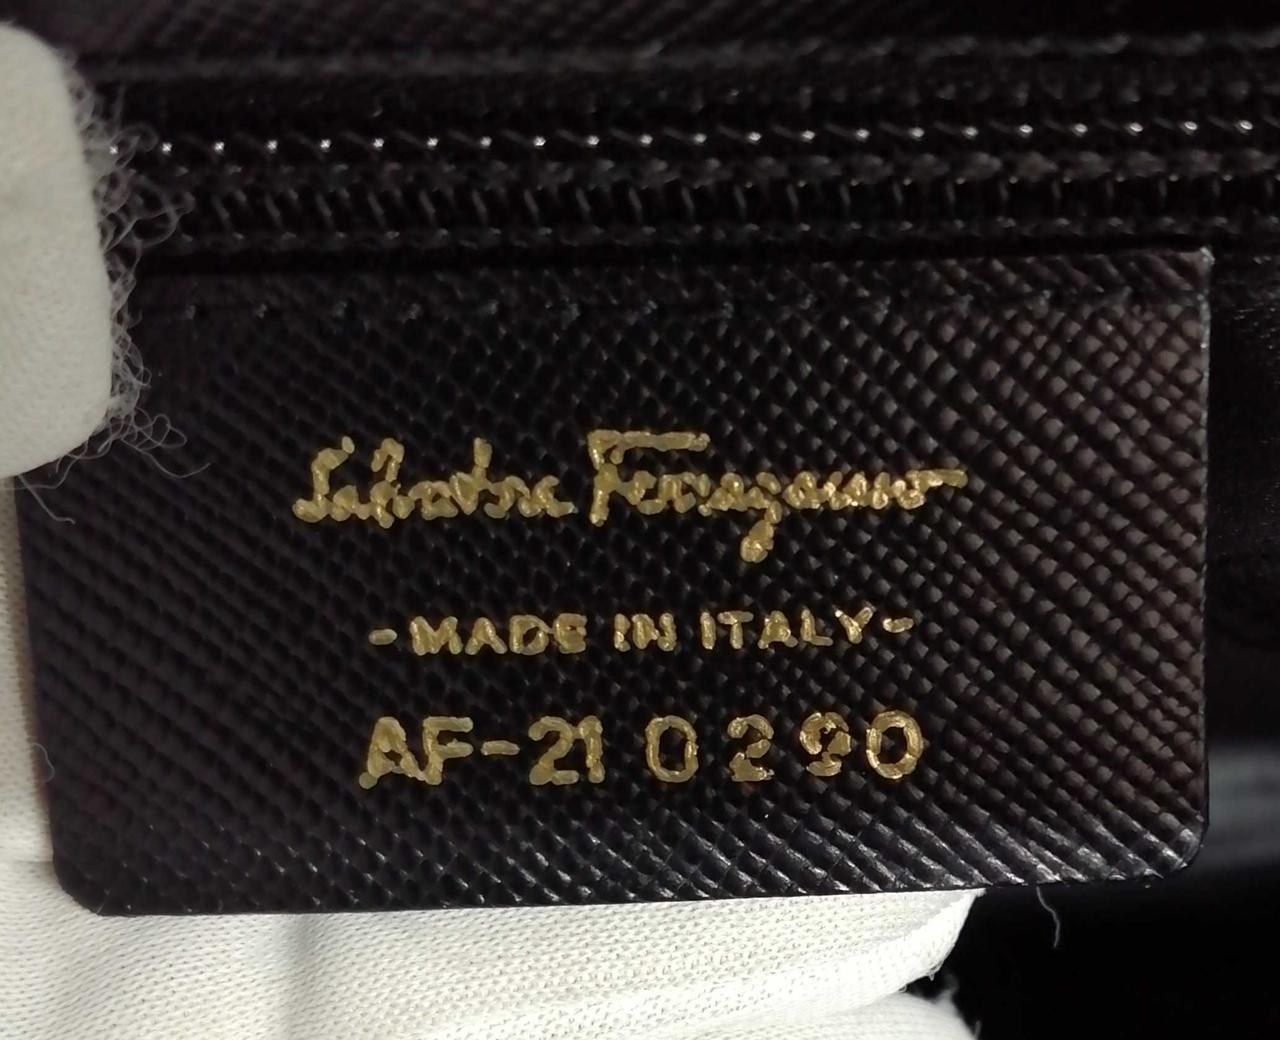 Salvatore Ferragamo
-MADE IN ITALY-
AF-21 0290